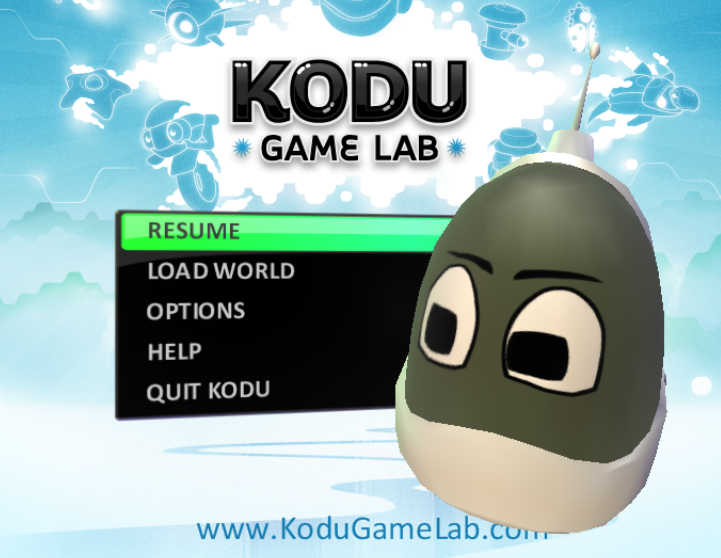 KODU
GAME LAB
RESUME
LOAD WORLD
OPTIONS
HELP
QUIT KODU
www.KoduGameLab.com